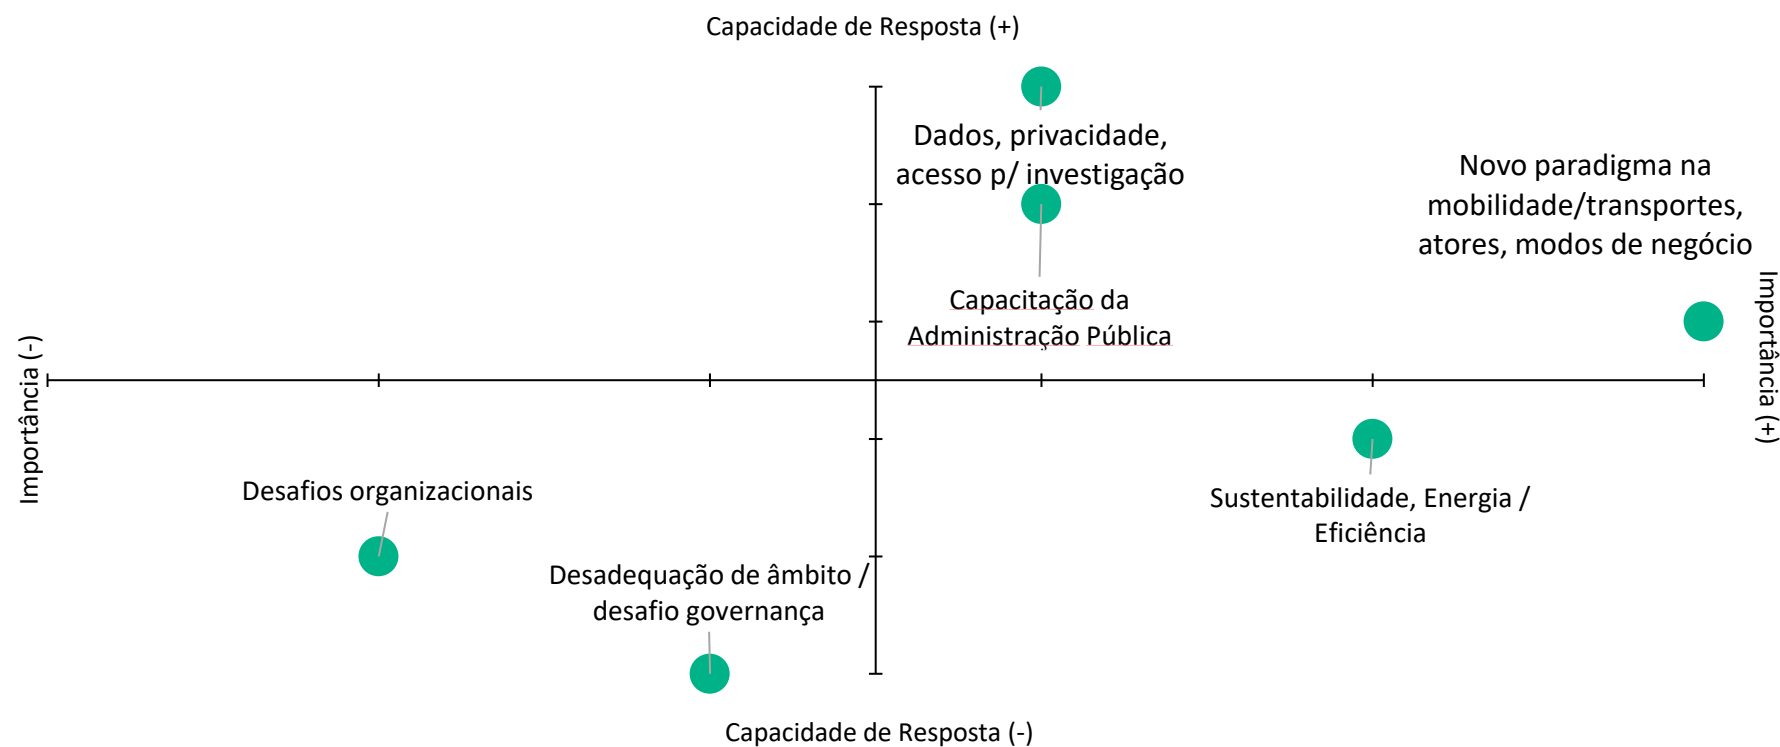 Capacidade de Resposta (+)
Dados, privacidade,
acesso p/ investigação
Novo paradigma na
mobilidade/transportes,
atores, modos de negócio
Capacitação da
Administração Pública
Importância (+)
Importância (-)
Desafios organizacionais
Sustentabilidade, Energia /
Eficiência
Desadequação de âmbito /
desafio governança
Capacidade de Resposta (-)